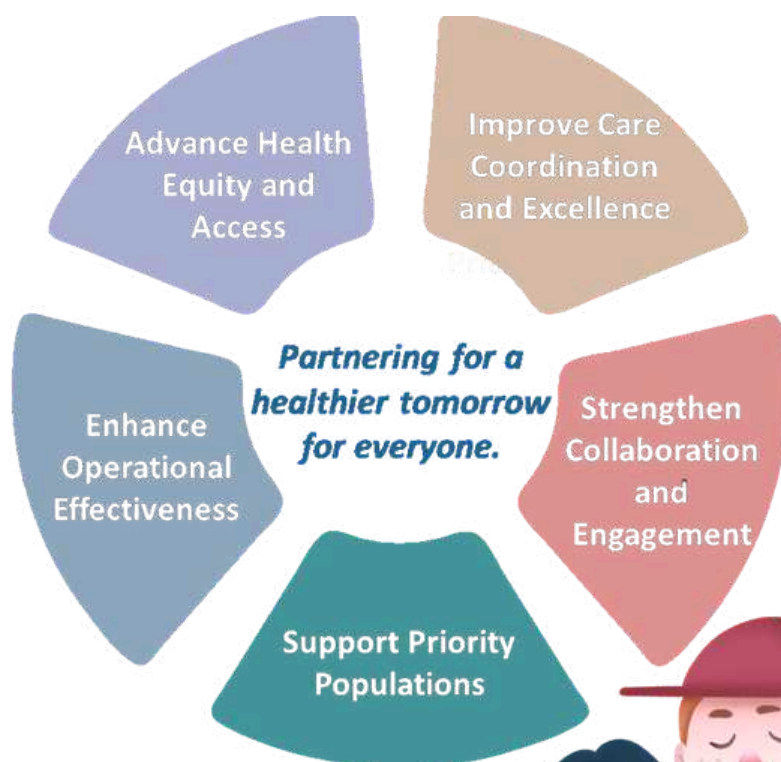 Advance Health
Equity and
Access
Improve Care
Coordination
and Excellence
Partnering for a
healthier tomorrow
for everyone.
Enhance
Operational
Effectiveness
Strengthen
Collaboration
and
Engagement
Support Priority
Populations